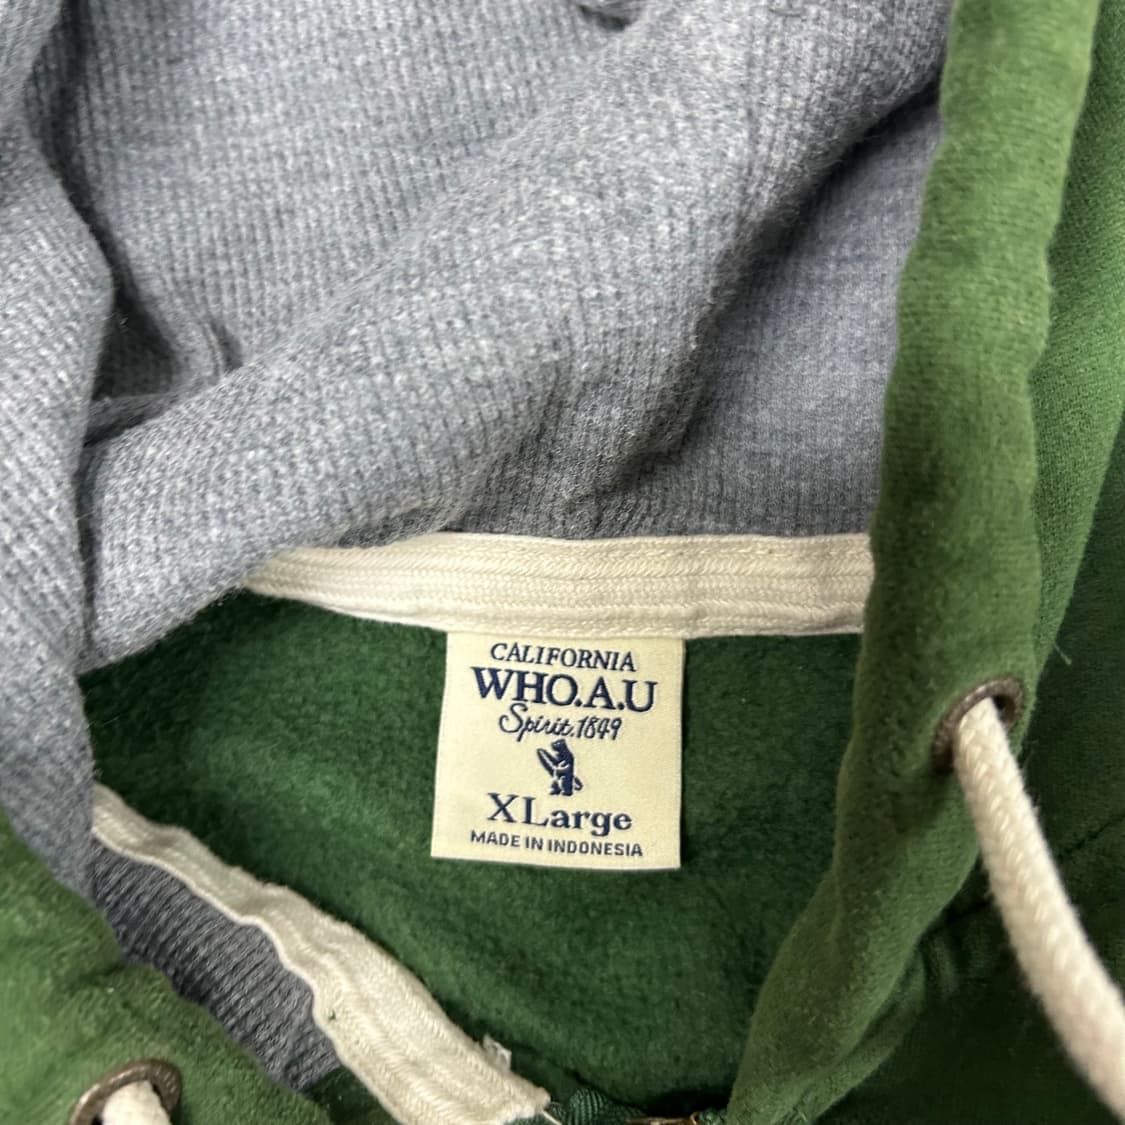 CALIFORNIA
WHO.A.U
Spirit.1849
XLarge
MADE IN INDONESIA